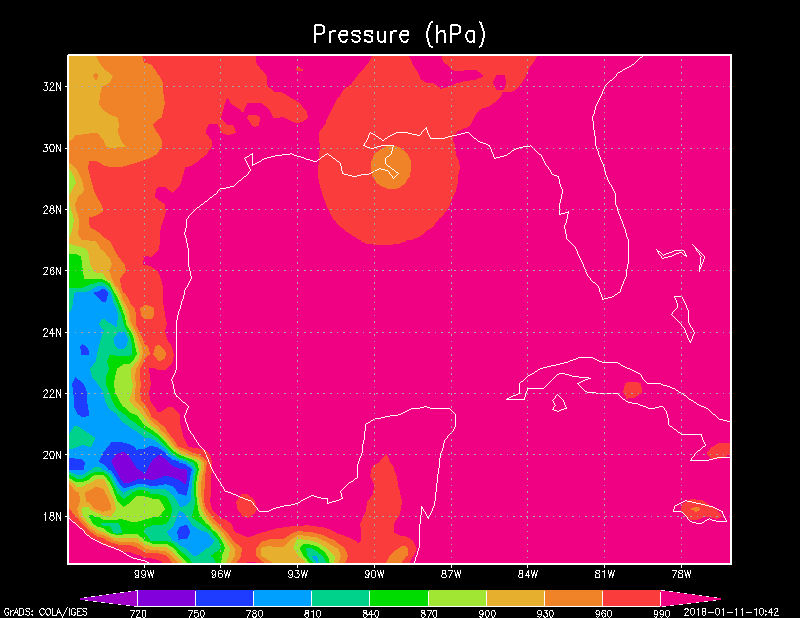 Pressure (hPa)
32N
30N
28N
26N
24N
22N
20N
18N
99W 96W 93W 90W 87W 84W 81W 78W
720 750 780 810 840 870 900 930 960 990
GrADS: COLA/IGES 2018-01-11-10:42